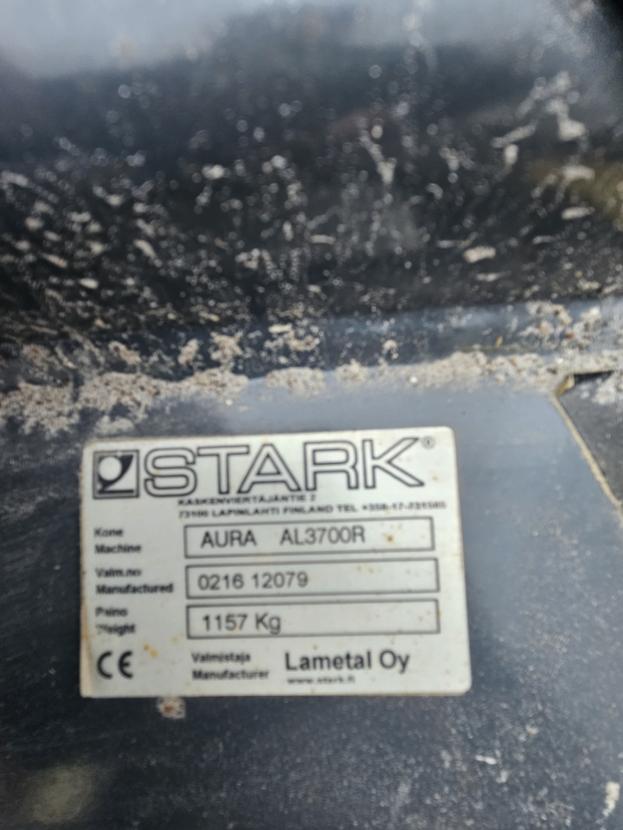 STARK®
KASKENVIERTÄJÄNTIE 2
73100 LAPINLAHTI FINLAND TEL +358-17-731565
Kone
Machine
AURA AL3700R
Valm.no
Manufactured
0216 12079
Paino
Weight
1157 Kg
CE
Valmistaja
Manufacturer
Lametal Oy
www.stark.fi